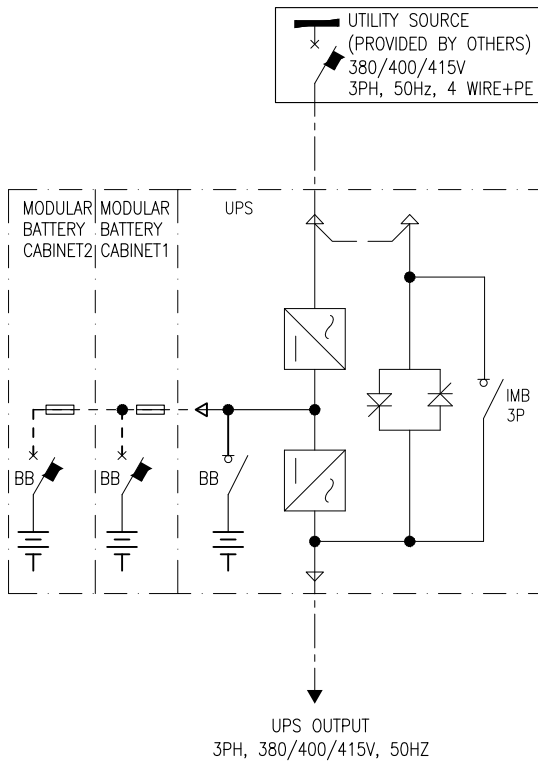 UTILITY SOURCE
(PROVIDED BY OTHERS)
380/400/415V
3PH, 50Hz, 4 WIRE+PE
MODULAR
BATTERY
CABINET2
MODULAR
BATTERY
CABINET1
UPS
IMB
3P
BB
BB
BB
UPS OUTPUT
3PH, 380/400/415V, 50HZ